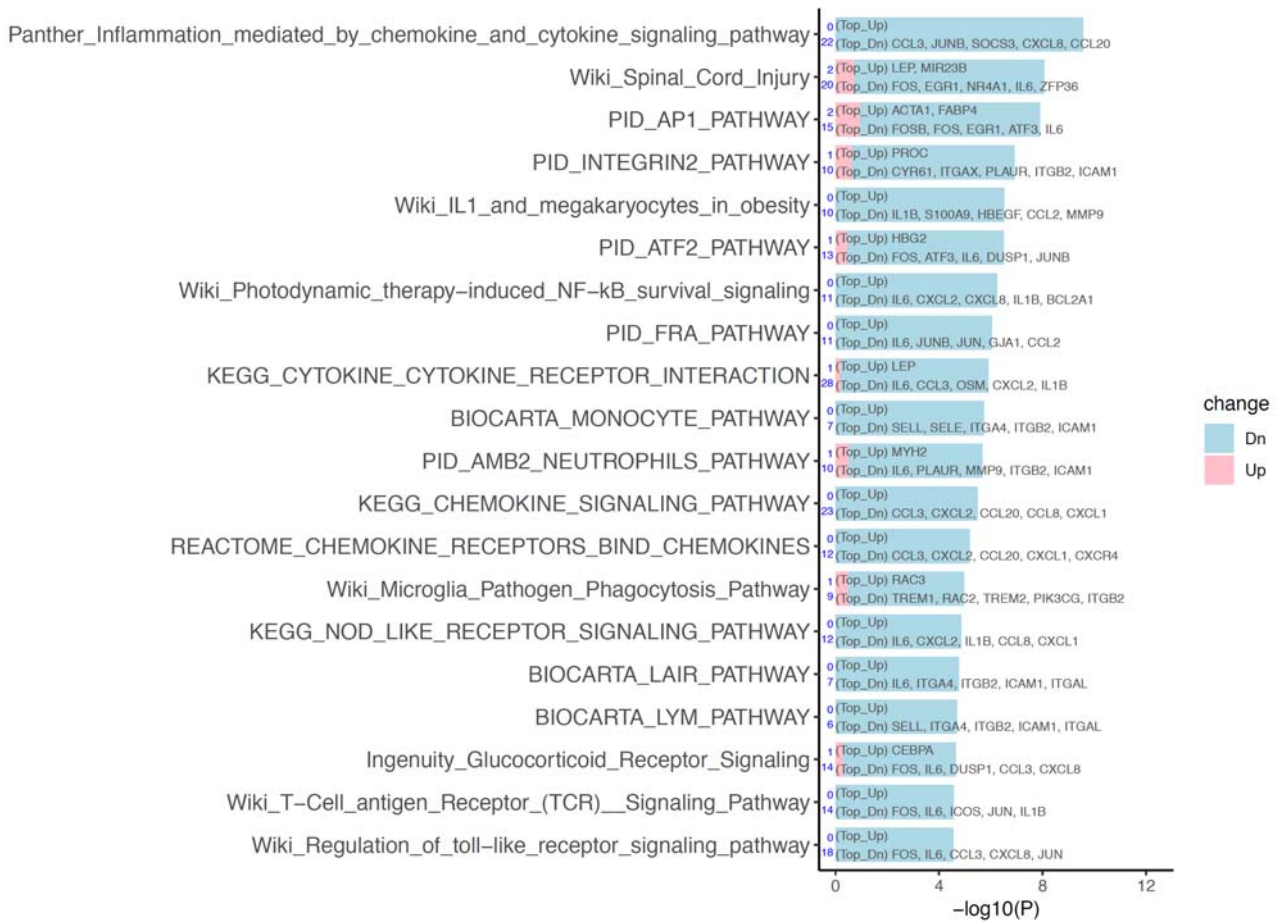 Panther_Inflammation_mediated_by_chemokine_and_cytokine_signaling_pathway
0 (Top_Up)
22 (Top_Dn) CCL3, JUNB, SOCS3, CXCL8, CCL20
Wiki_Spinal_Cord_Injury
2 (Top_Up) LEP, MIR23B
20 (Top_Dn) FOS, EGR1, NR4A1, IL6, ZFP36
PID_AP1_PATHWAY
2 (Top_Up) ACTA1, FABP4
15 (Top_Dn) FOSB, FOS, EGR1, ATF3, IL6
PID_INTEGRIN2_PATHWAY
1 (Top_Up) PROC
10 (Top_Dn) CYR61, ITGAX, PLAUR, ITGB2, ICAM1
Wiki_IL1_and_megakaryocytes_in_obesity
0 (Top_Up)
10 (Top_Dn) IL1B, S100A9, HBEGF, CCL2, MMP9
PID_ATF2_PATHWAY
1 (Top_Up) HBG2
13 (Top_Dn) FOS, ATF3, IL6, DUSP1, JUNB
Wiki_Photodynamic_therapy−induced_NF−kB_survival_signaling
0 (Top_Up)
11 (Top_Dn) IL6, CXCL2, CXCL8, IL1B, BCL2A1
PID_FRA_PATHWAY
0 (Top_Up)
11 (Top_Dn) IL6, JUNB, JUN, GJA1, CCL2
KEGG_CYTOKINE_CYTOKINE_RECEPTOR_INTERACTION
1 (Top_Up) LEP
28 (Top_Dn) IL6, CCL3, OSM, CXCL2, IL1B
BIOCARTA_MONOCYTE_PATHWAY
0 (Top_Up)
7 (Top_Dn) SELL, SELE, ITGA4, ITGB2, ICAM1
PID_AMB2_NEUTROPHILS_PATHWAY
1 (Top_Up) MYH2
10 (Top_Dn) IL6, PLAUR, MMP9, ITGB2, ICAM1
KEGG_CHEMOKINE_SIGNALING_PATHWAY
0 (Top_Up)
23 (Top_Dn) CCL3, CXCL2, CCL20, CCL8, CXCL1
REACTOME_CHEMOKINE_RECEPTORS_BIND_CHEMOKINES
0 (Top_Up)
12 (Top_Dn) CCL3, CXCL2, CCL20, CXCL1, CXCR4
Wiki_Microglia_Pathogen_Phagocytosis_Pathway
1 (Top_Up) RAC3
9 (Top_Dn) TREM1, RAC2, TREM2, PIK3CG, ITGB2
KEGG_NOD_LIKE_RECEPTOR_SIGNALING_PATHWAY
0 (Top_Up)
12 (Top_Dn) IL6, CXCL2, IL1B, CCL8, CXCL1
BIOCARTA_LAIR_PATHWAY
0 (Top_Up)
7 (Top_Dn) IL6, ITGA4, ITGB2, ICAM1, ITGAL
BIOCARTA_LYM_PATHWAY
0 (Top_Up)
6 (Top_Dn) SELL, ITGA4, ITGB2, ICAM1, ITGAL
Ingenuity_Glucocorticoid_Receptor_Signaling
1 (Top_Up) CEBPA
14 (Top_Dn) FOS, IL6, DUSP1, CCL3, CXCL8
Wiki_T−Cell_antigen_Receptor_(TCR)__Signaling_Pathway
0 (Top_Up)
14 (Top_Dn) FOS, IL6, ICOS, JUN, IL1B
Wiki_Regulation_of_toll−like_receptor_signaling_pathway
0 (Top_Up)
18 (Top_Dn) FOS, IL6, CCL3, CXCL8, JUN
0 4 8 12
−log10(P)
change
Dn
Up